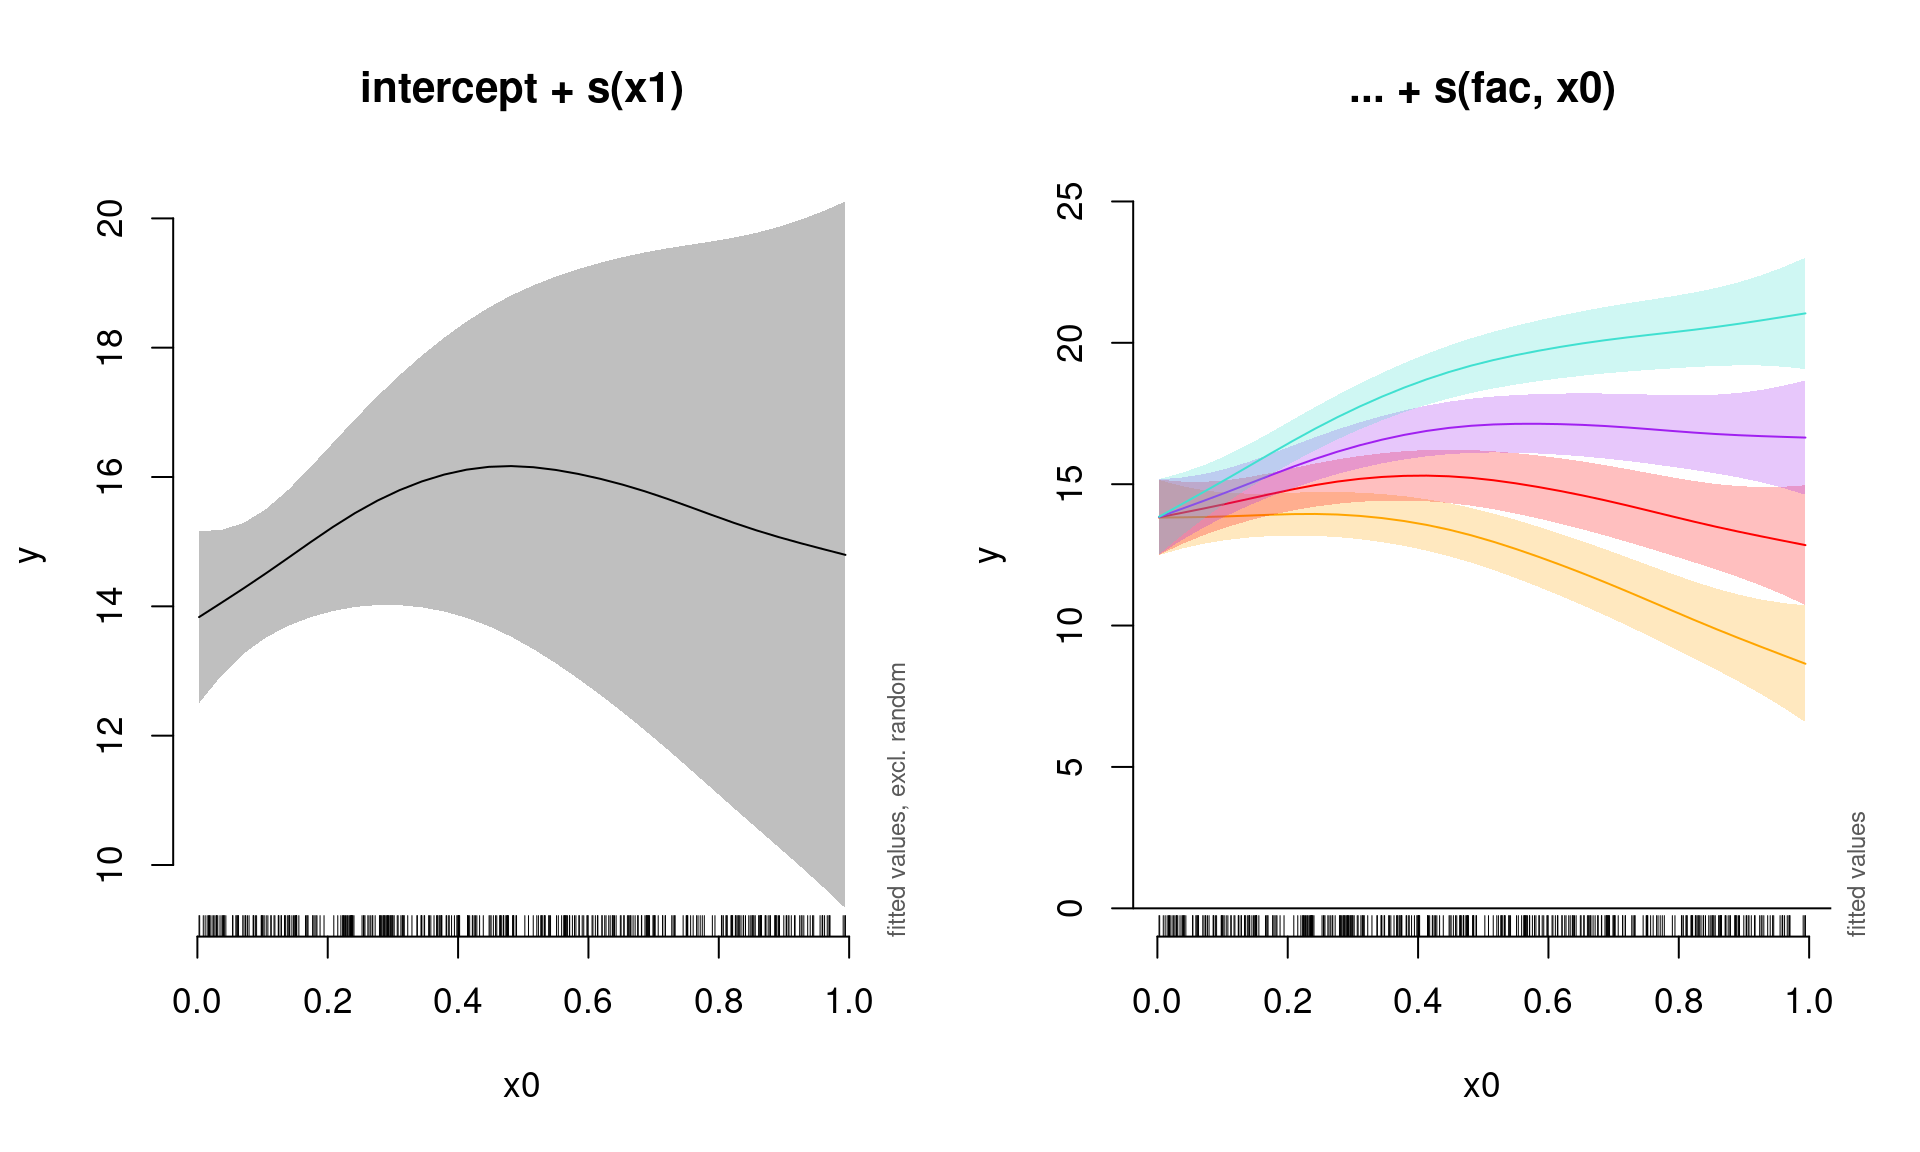 intercept + s(x1)
y
20
18
16
14
12
10
0.0 0.2 0.4 0.6 0.8 1.0
x0
fitted values, excl. random
... + s(fac, x0)
y
25
20
15
10
5
0
0.0 0.2 0.4 0.6 0.8 1.0
x0
fitted values